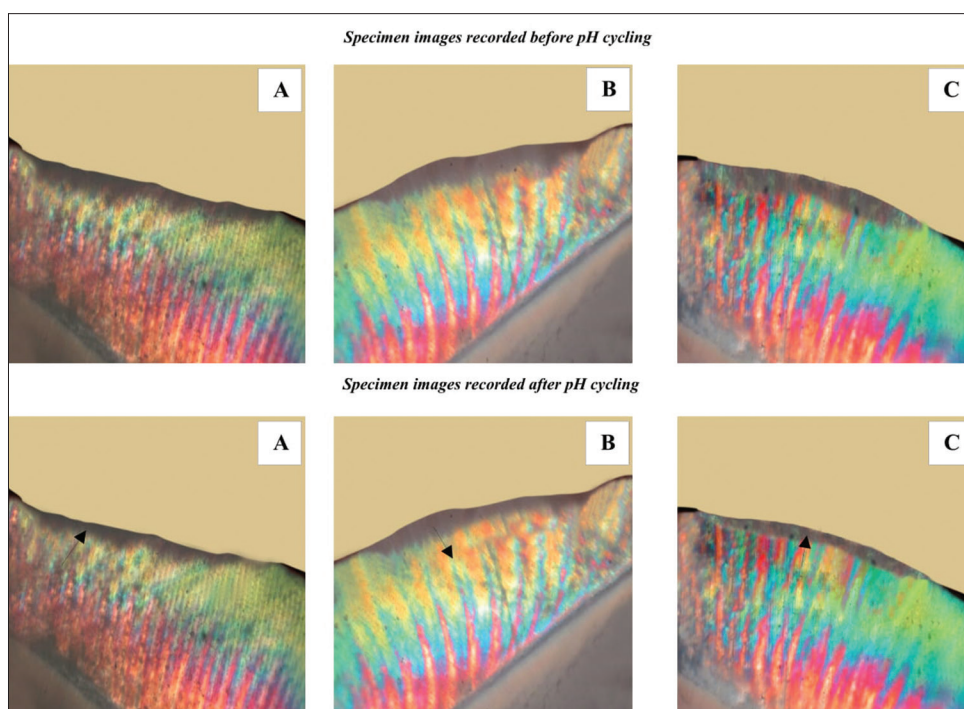 Specimen images recorded before pH cycling
A
B
C
Specimen images recorded after pH cycling
A
B
C